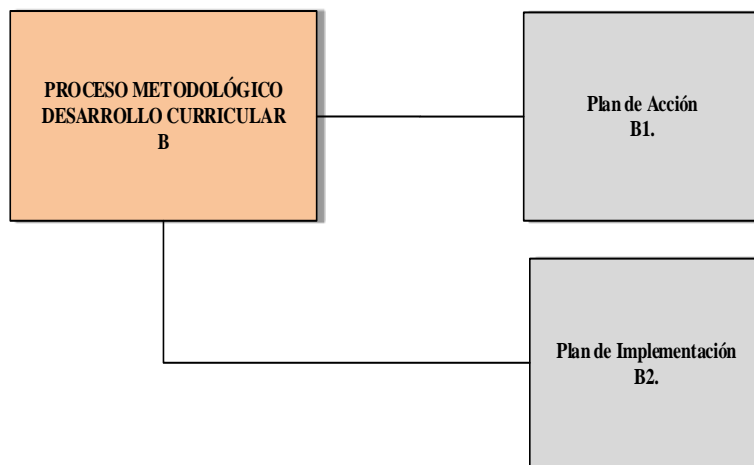 PROCESO METODOLÓGICO
DESARROLLO CURRICULAR
B
Plan de Acción
B1.
Plan de Implementación
B2.